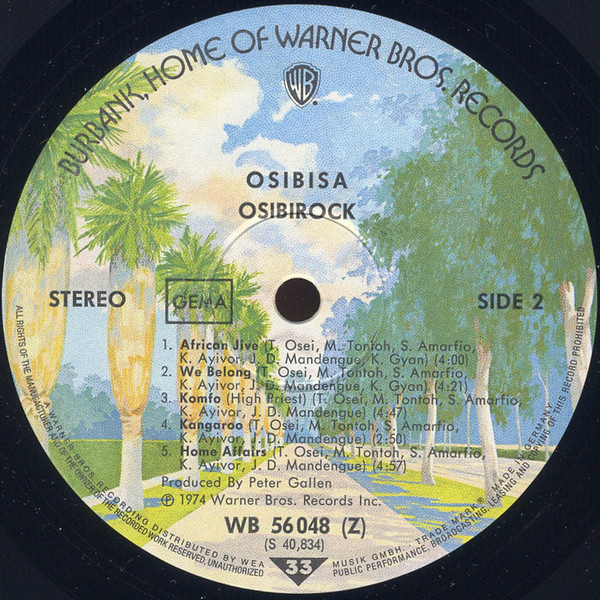 BURBANK, HOME OF WARNER BROS. RECORDS
WB
OSIBISA
OSIBIROCK
STEREO
GEMA
SIDE 2
1. African Jive (T. Osei, M. Tontoh, S. Amarfio,
K. Ayivor, J. D. Mandengue, K. Gyan) (4:00)
2. We Belong (T. Osei, M. Tontoh, S. Amarfio,
K. Ayivor, J. D. Mandengue) (4:21)
3. Komfo (High Priest) (T. Osei, M. Tontoh, S. Amarfio,
K. Ayivor, J. D. Mandengue) (4:47)
4. Kangaroo (T. Osei, M. Tontoh, S. Amarfio,
K. Ayivor, J. D. Mandengue) (2:50)
5. Home Affairs (T. Osei, M. Tontoh, S. Amarfio,
K. Ayivor, J. D. Mandengue) (4:57)
Produced By Peter Gallen
℗ 1974 Warner Bros. Records Inc.
WB 56 048 (Z)
(S 40,834)
33
A WARNER BROS. RECORDING DISTRIBUTED BY WEA MUSIK GMBH. TRADE MARK® MADE IN GERMANY
ALL RIGHTS OF THE MANUFACTURER AND OF THE OWNER OF THE RECORDED WORK RESERVED, UNAUTHORIZED PUBLIC PERFORMANCE, BROADCASTING, LEASING AND COPYING OF THIS RECORD PROHIBITED